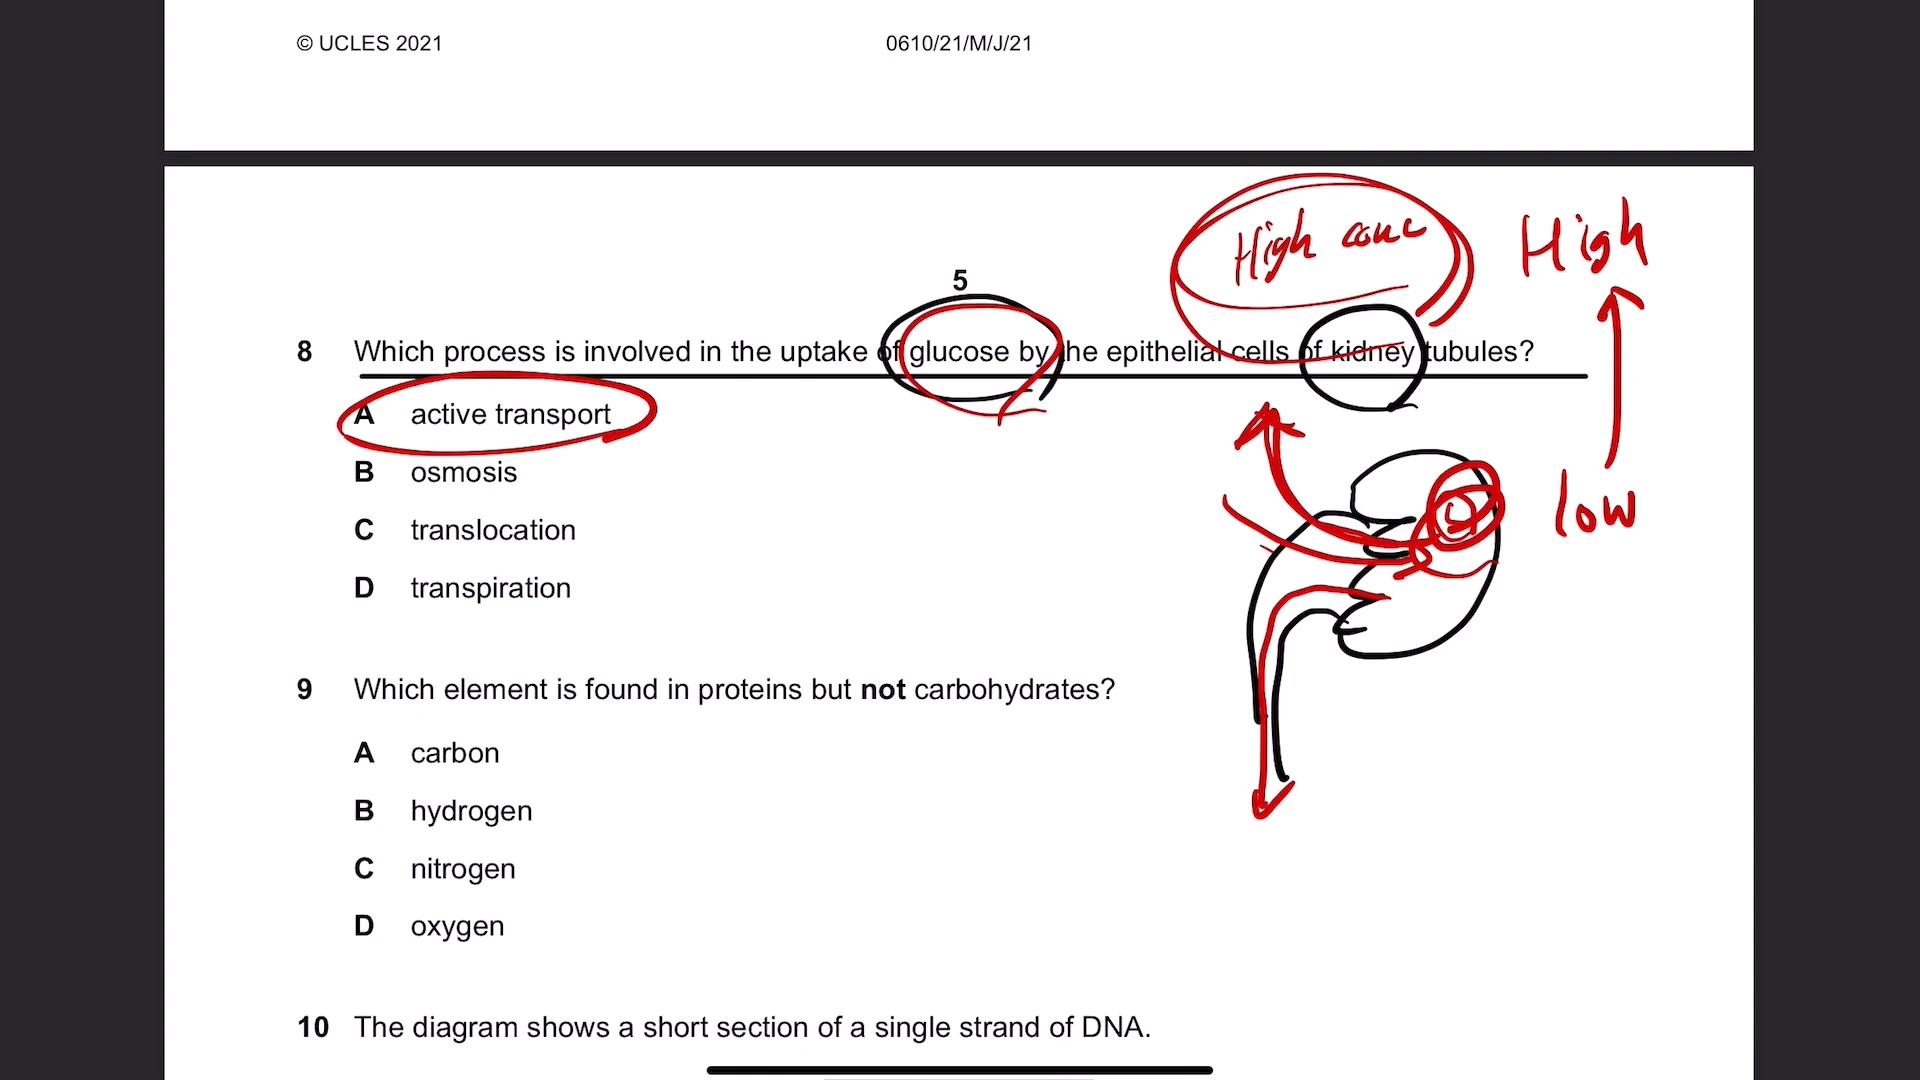 © UCLES 2021 0610/21/M/J/21
High conc High
5
8 Which process is involved in the uptake of glucose by the epithelial cells of kidney tubules?
A active transport
B osmosis
low
C translocation
D transpiration
9 Which element is found in proteins but not carbohydrates?
A carbon
B hydrogen
C nitrogen
D oxygen
10 The diagram shows a short section of a single strand of DNA.